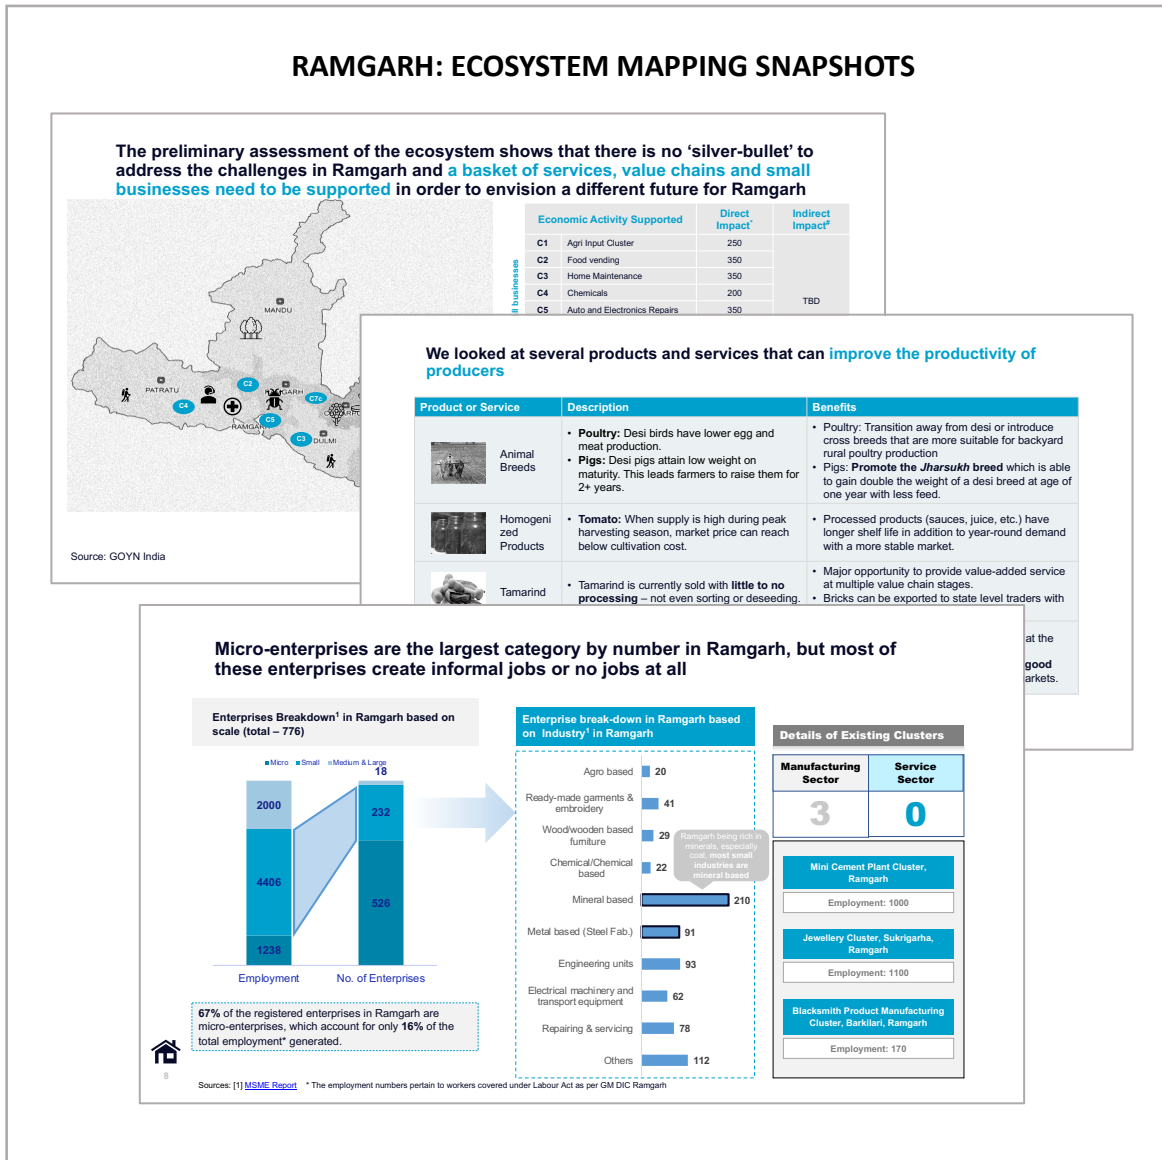 RAMGARH: ECOSYSTEM MAPPING SNAPSHOTS
The preliminary assessment of the ecosystem shows that there is no ‘silver-bullet’ to
address the challenges in Ramgarh and a basket of services, value chains and small
businesses need to be supported in order to envision a different future for Ramgarh
MANDU
PATRATU
C2
C7c
C4
C5
C3
DULMI
Source: GOYN India
businesses
Economic Activity Supported
Direct
Impact*
Indirect
Impact#
C1 Agri Input Cluster 250
C2 Food vending 350
C3 Home Maintenance 350
C4 Chemicals 200
TBD
C5 Auto and Electronics Repairs 350
We looked at several products and services that can improve the productivity of
producers
Product or Service Description Benefits
Animal
Breeds
• Poultry: Desi birds have lower egg and
meat production.
• Pigs: Desi pigs attain low weight on
maturity. This leads farmers to raise them for
2+ years.
• Poultry: Transition away from desi or introduce
cross breeds that are more suitable for backyard
rural poultry production
• Pigs: Promote the Jharsukh breed which is able
to gain double the weight of a desi breed at age of
one year with less feed.
Homogeni
zed
Products
• Tomato: When supply is high during peak
harvesting season, market price can reach
below cultivation cost.
• Processed products (sauces, juice, etc.) have
longer shelf life in addition to year-round demand
with a more stable market.
Tamarind
• Tamarind is currently sold with little to no
processing – not even sorting or deseeding.
• Major opportunity to provide value-added service
at multiple value chain stages.
• Bricks can be exported to state level traders with
at the
good
arkets.
Micro-enterprises are the largest category by number in Ramgarh, but most of
these enterprises create informal jobs or no jobs at all
Enterprises Breakdown1 in Ramgarh based on
scale (total – 776)
Micro Small Medium & Large
18
2000
232
4406
526
1238
Employment No. of Enterprises
67% of the registered enterprises in Ramgarh are
micro-enterprises, which account for only 16% of the
total employment* generated.
Enterprise break-down in Ramgarh based
on Industry1 in Ramgarh
Agro based 20
Ready-made garments &
embroidery 41
Wood/wooden based
furniture 29
Chemical/Chemical
based 22
Mineral based 210
Metal based (Steel Fab.) 91
Engineering units 93
Electrical machinery and
transport equipment 62
Repairing & servicing 78
Others 112
Ramgarh being rich in
minerals, especially
coal, most small
industries are
mineral based
Details of Existing Clusters
Manufacturing
Sector
Service
Sector
3 0
Mini Cement Plant Cluster,
Ramgarh
Employment: 1000
Jewellery Cluster, Sukrigarha,
Ramgarh
Employment: 1100
Blacksmith Product Manufacturing
Cluster, Barkilari, Ramgarh
Employment: 170
8
Sources: [1] MSME Report * The employment numbers pertain to workers covered under Labour Act as per GM DIC Ramgarh